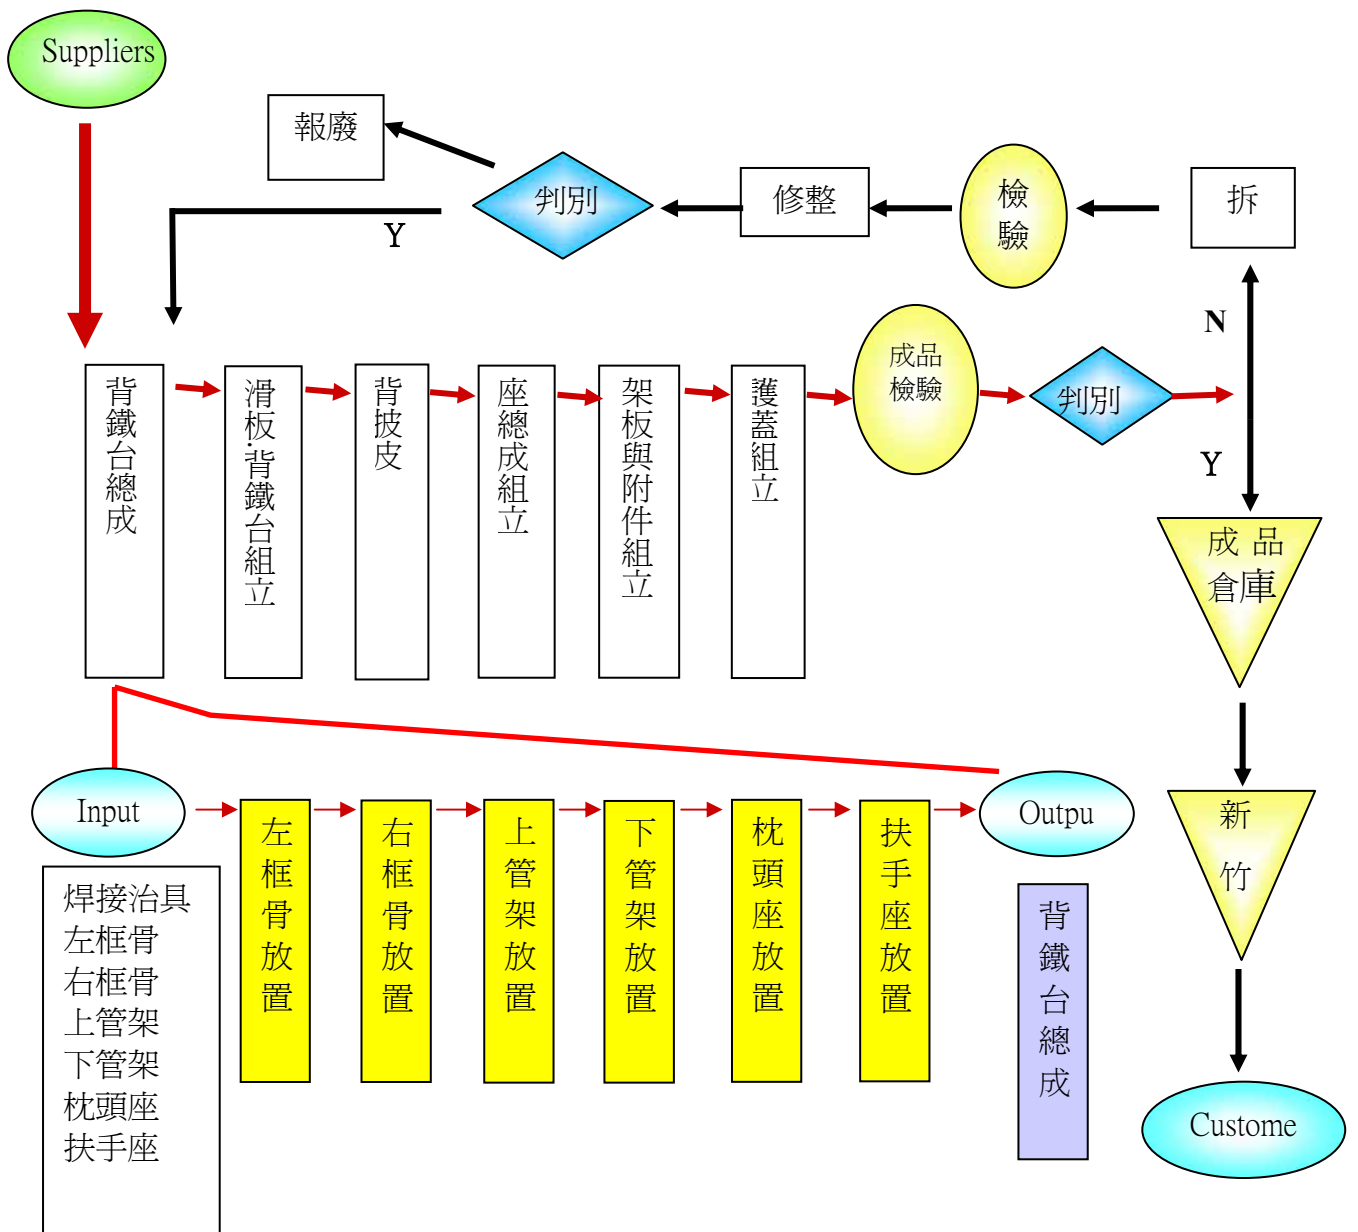 Suppliers
報廢
判別
修整
檢
驗
拆
Y
N
成品
檢驗
判別
Y
背鐵台總成
滑板.背鐵台組立
背披皮
座總成組立
架板與附件組立
護蓋組立
成 品
倉庫
Input
左框骨放置
右框骨放置
上管架放置
下管架放置
枕頭座放置
扶手座放置
Outpu
新
竹
焊接治具
左框骨
右框骨
上管架
下管架
枕頭座
扶手座
背鐵台總成
Custome